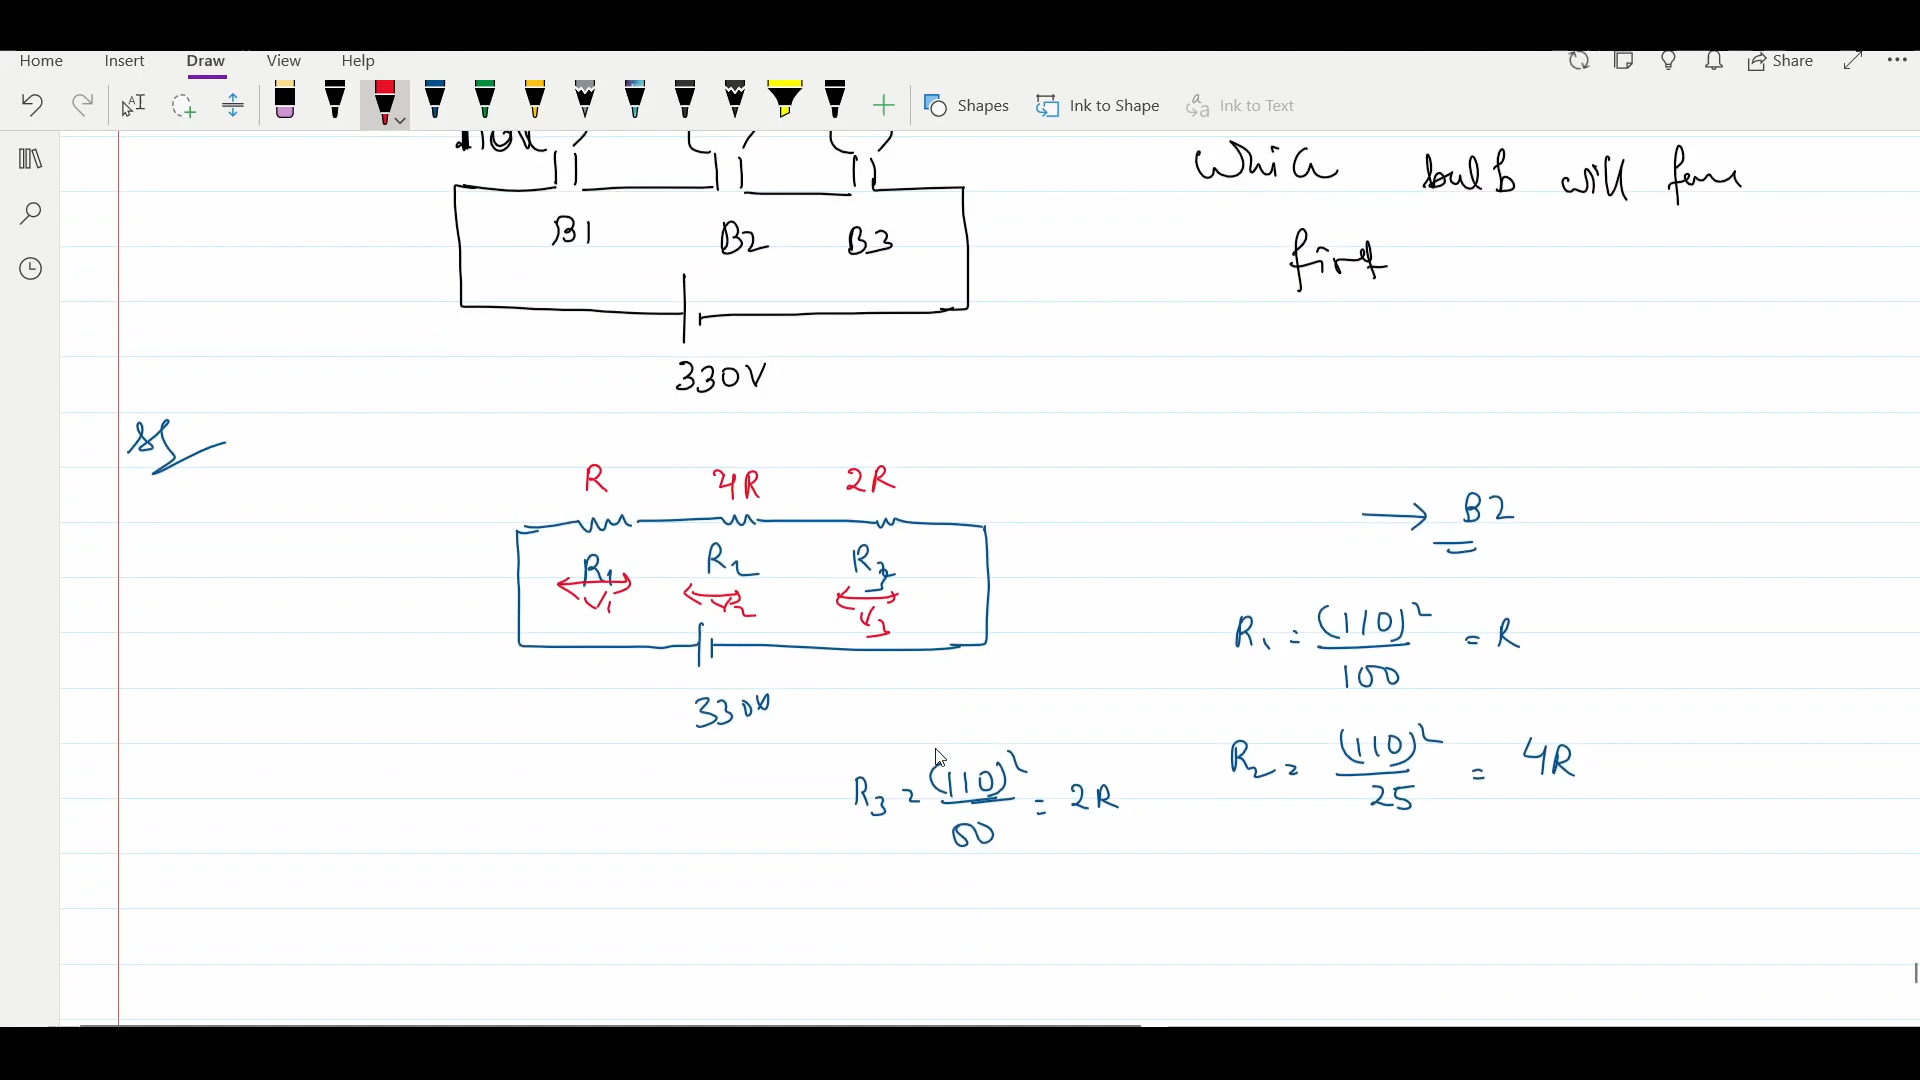 Home Insert Draw View Help Share
Shapes Ink to Shape Ink to Text
110V
Which bulb will
B1 B2 B3
first
330V
R 4R 2R
→ B2
R1 R2 R3
V1 V2 V3
R1 = (110)² / 100 = R
330V
R2 = (110)² / 25 = 4R
R3 = (110)² / 50 = 2R